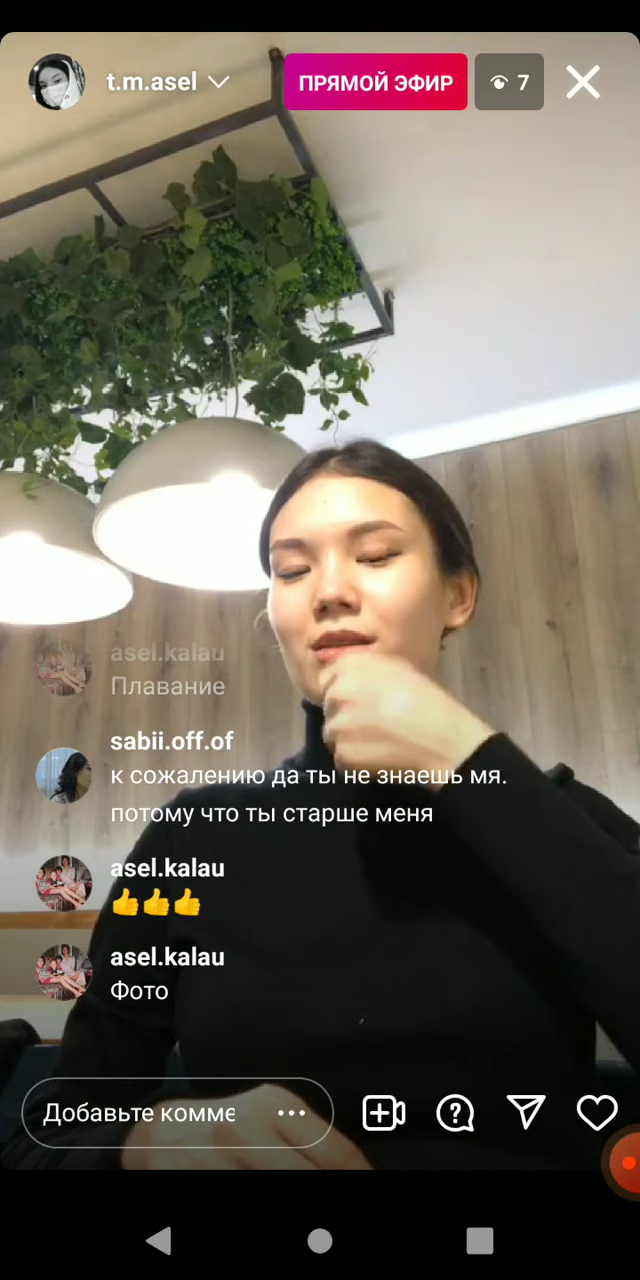 t.m.asel
ПРЯМОЙ ЭФИР
7
asel.kalau
Плавание
sabii.off.of
к сожалению да ты не знаешь мя.
потому что ты старше меня
asel.kalau
👍👍👍
asel.kalau
Фото
Добавьте комме